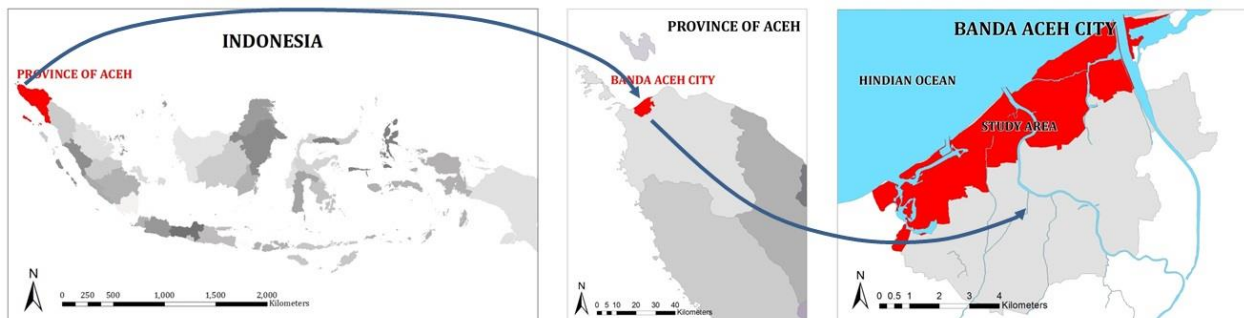 INDONESIA
PROVINCE OF ACEH
N
0 250 500 1,000 1,500 2,000
Kilometers
PROVINCE OF ACEH
BANDA ACEH CITY
N
0 5 10 20 30 40
Kilometers
BANDA ACEH CITY
HINDIAN OCEAN
STUDY AREA
N
0 0.5 1 2 3 4
Kilometers